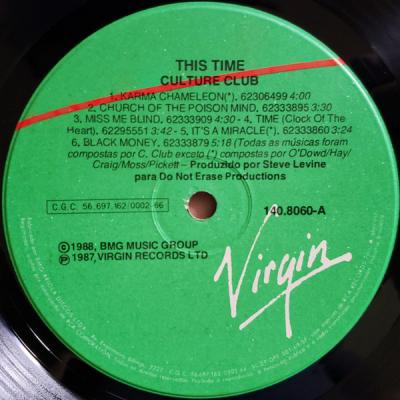 THIS TIME
CULTURE CLUB
1. KARMA CHAMELEON(*). 62306499 4:00
2. CHURCH OF THE POISON MIND. 62333895 3:30
3. MISS ME BLIND. 62333909 4:30 - 4. TIME (Clock Of The
Heart). 62295551 3:42 - 5. IT'S A MIRACLE(*). 62333860 3:24
6. BLACK MONEY. 62333879 5:18 (Todas as músicas foram
compostas por C. Club exceto (*) compostas por O'Dowd/Hay/
Craig/Moss/Pickett – Produzido por Steve Levine
para Do Not Erase Productions
C.G.C. 56.697.162/0002-66
140.8060-A
Ⓒ1988, BMG MUSIC GROUP
Ⓟ1987, VIRGIN RECORDS LTD
Virgin